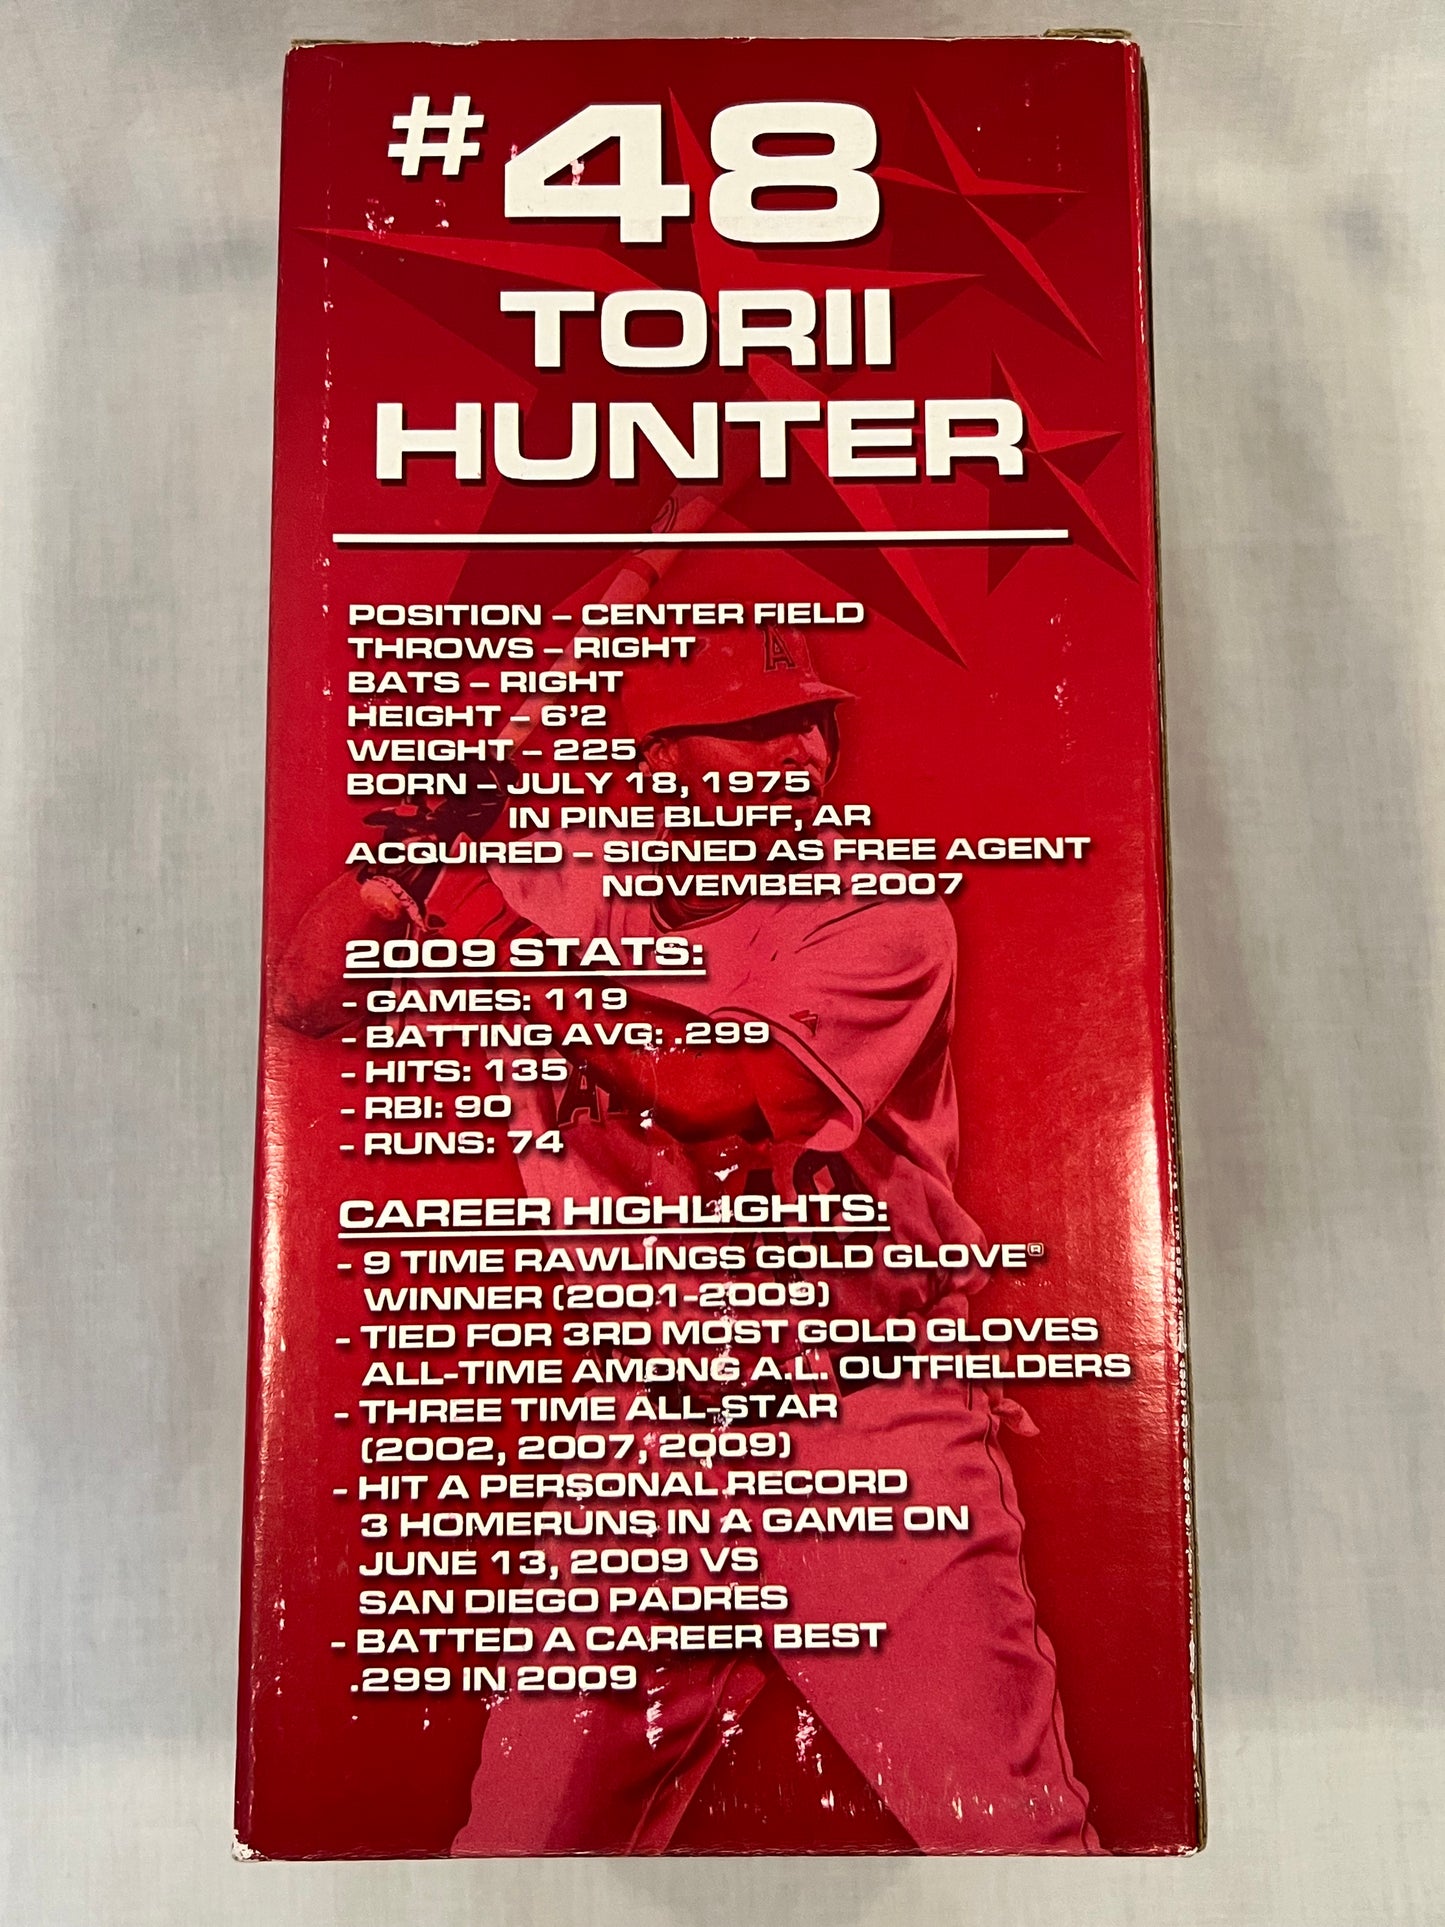 #48
TORII
HUNTER
POSITION – CENTER FIELD
THROWS – RIGHT
BATS – RIGHT
HEIGHT – 6'2
WEIGHT – 225
BORN – JULY 18, 1975
IN PINE BLUFF, AR
ACQUIRED – SIGNED AS FREE AGENT
NOVEMBER 2007
2009 STATS:
- GAMES: 119
- BATTING AVG: .299
- HITS: 135
- RBI: 90
- RUNS: 74
CAREER HIGHLIGHTS:
- 9 TIME RAWLINGS GOLD GLOVE®
WINNER (2001-2009)
- TIED FOR 3RD MOST GOLD GLOVES
ALL-TIME AMONG A.L. OUTFIELDERS
- THREE TIME ALL-STAR
(2002, 2007, 2009)
- HIT A PERSONAL RECORD
3 HOMERUNS IN A GAME ON
JUNE 13, 2009 VS
SAN DIEGO PADRES
- BATTED A CAREER BEST
.299 IN 2009
A
48